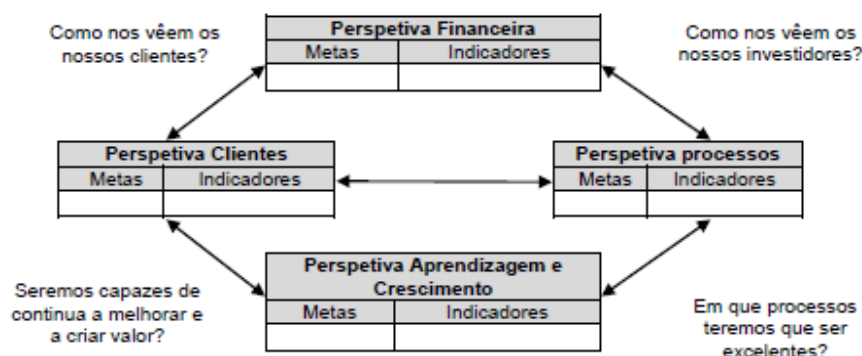 Como nos vêem os
nossos clientes?
Perspetiva Financeira
Metas Indicadores
Como nos vêem os
nossos investidores?
Perspetiva Clientes
Metas Indicadores
Perspetiva processos
Metas Indicadores
Seremos capazes de
continua a melhorar e
a criar valor?
Perspetiva Aprendizagem e
Crescimento
Metas Indicadores
Em que processos
teremos que ser
excelentes?